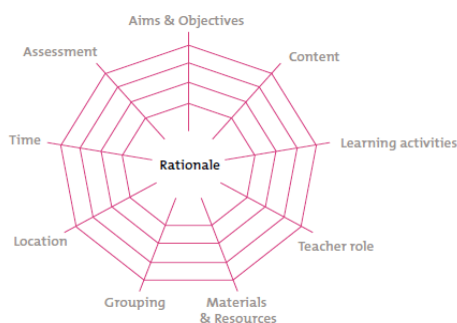 Aims & Objectives
Assessment
Content
Time
Learning activities
Rationale
Location
Teacher role
Grouping
Materials
& Resources